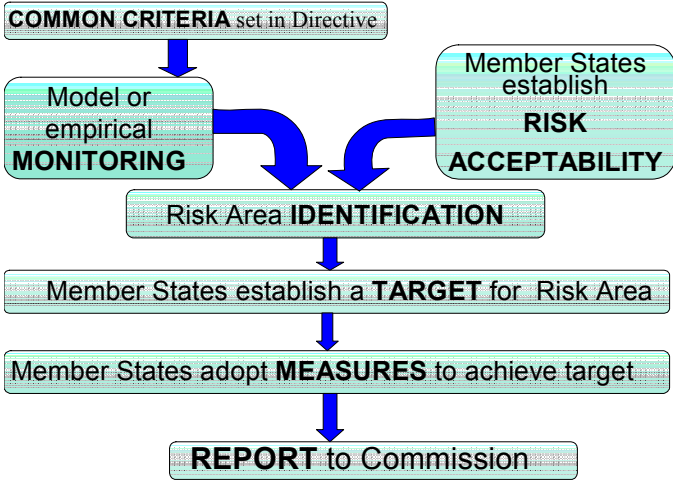 COMMON CRITERIA set in Directive
Model or
empirical
MONITORING
Member States
establish
RISK
ACCEPTABILITY
Risk Area IDENTIFICATION
Member States establish a TARGET for Risk Area
Member States adopt MEASURES to achieve target
REPORT to Commission